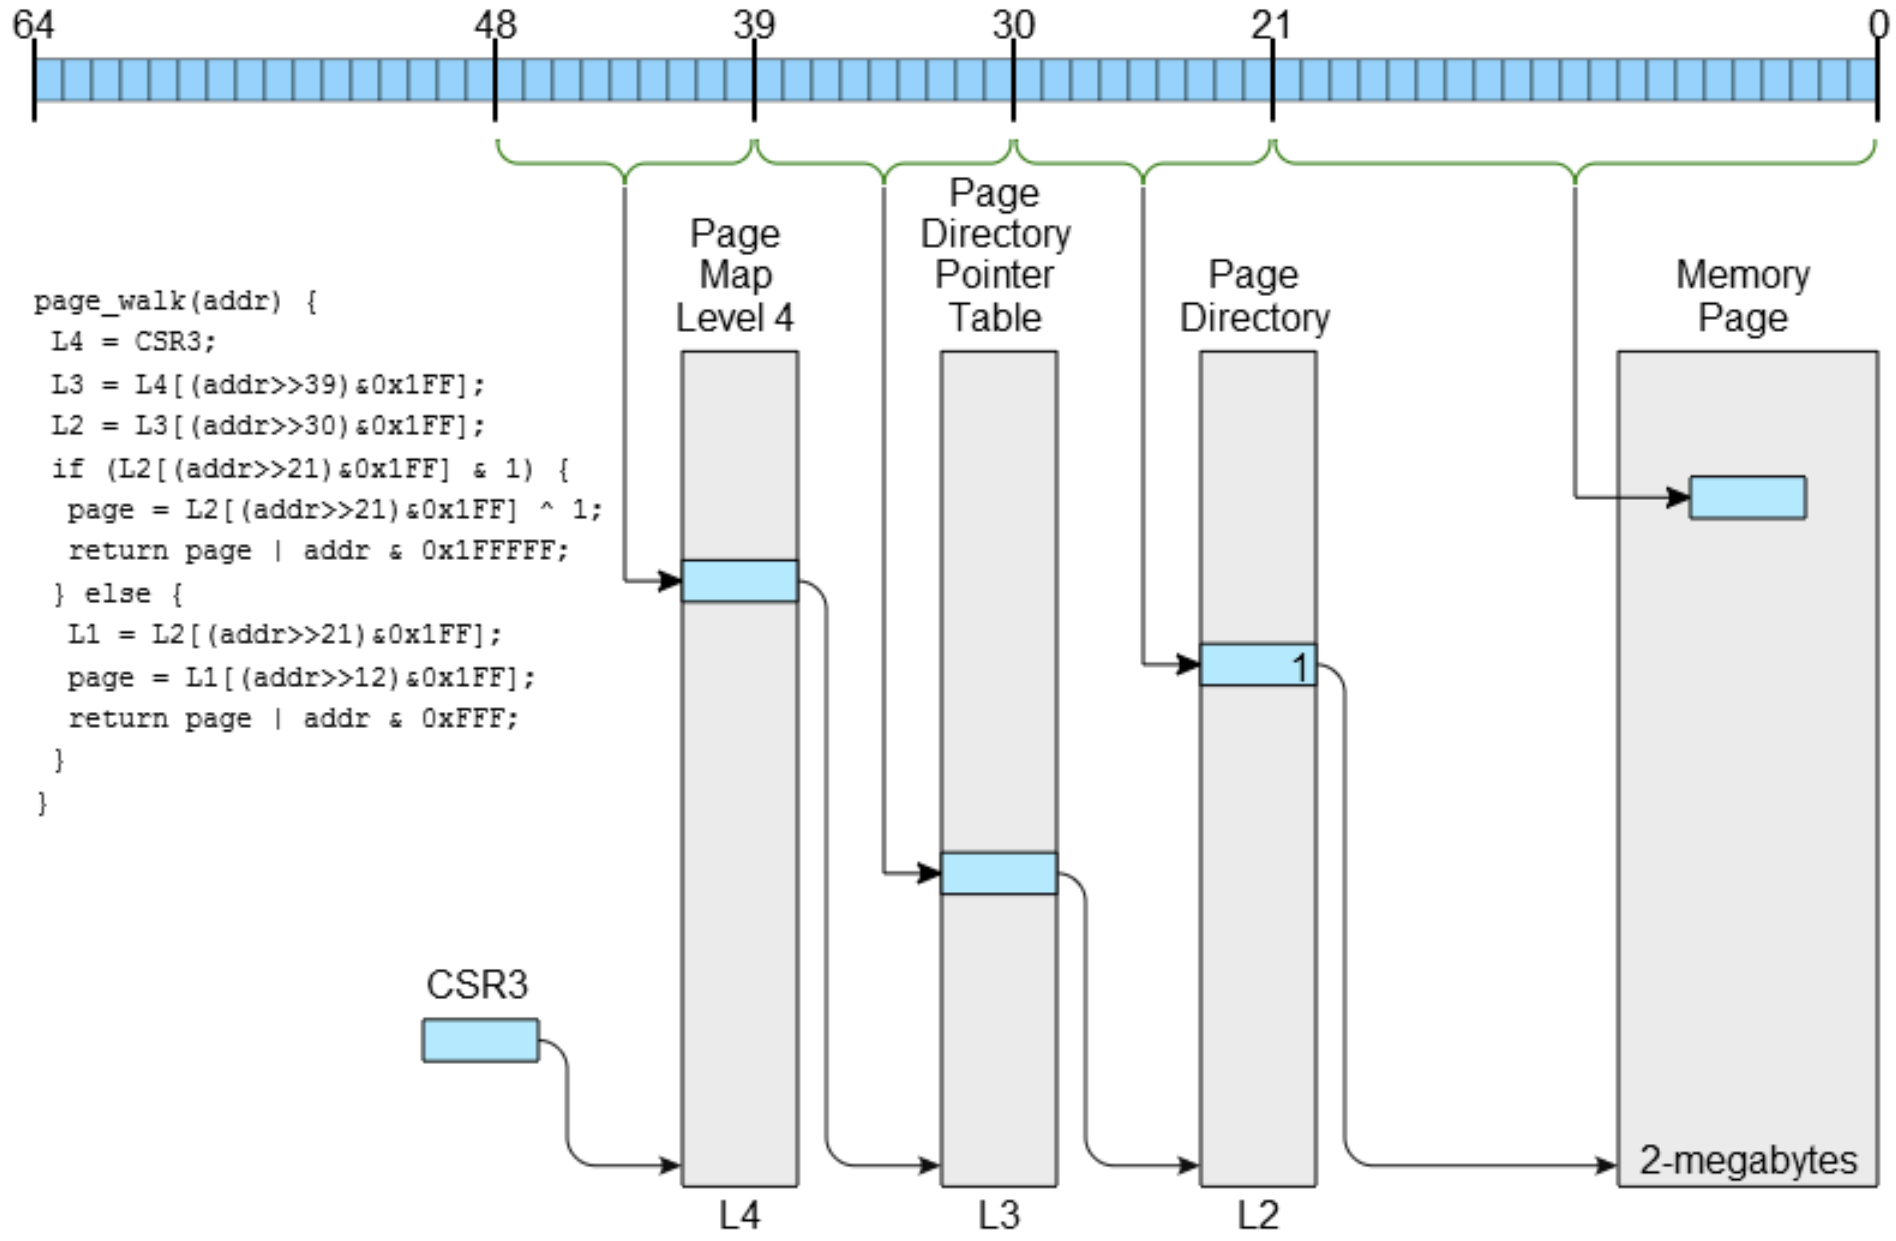 64 48 39 30 21 0
Page
Map
Level 4
Page
Directory
Pointer
Table
Page
Directory
Memory
Page
page_walk(addr) {
L4 = CSR3;
L3 = L4[(addr>>39)&0x1FF];
L2 = L3[(addr>>30)&0x1FF];
if (L2[(addr>>21)&0x1FF] & 1) {
page = L2[(addr>>21)&0x1FF] ^ 1;
return page | addr & 0x1FFFFF;
} else {
L1 = L2[(addr>>21)&0x1FF];
page = L1[(addr>>12)&0x1FF];
return page | addr & 0xFFF;
}
}
1
CSR3
2-megabytes
L4 L3 L2